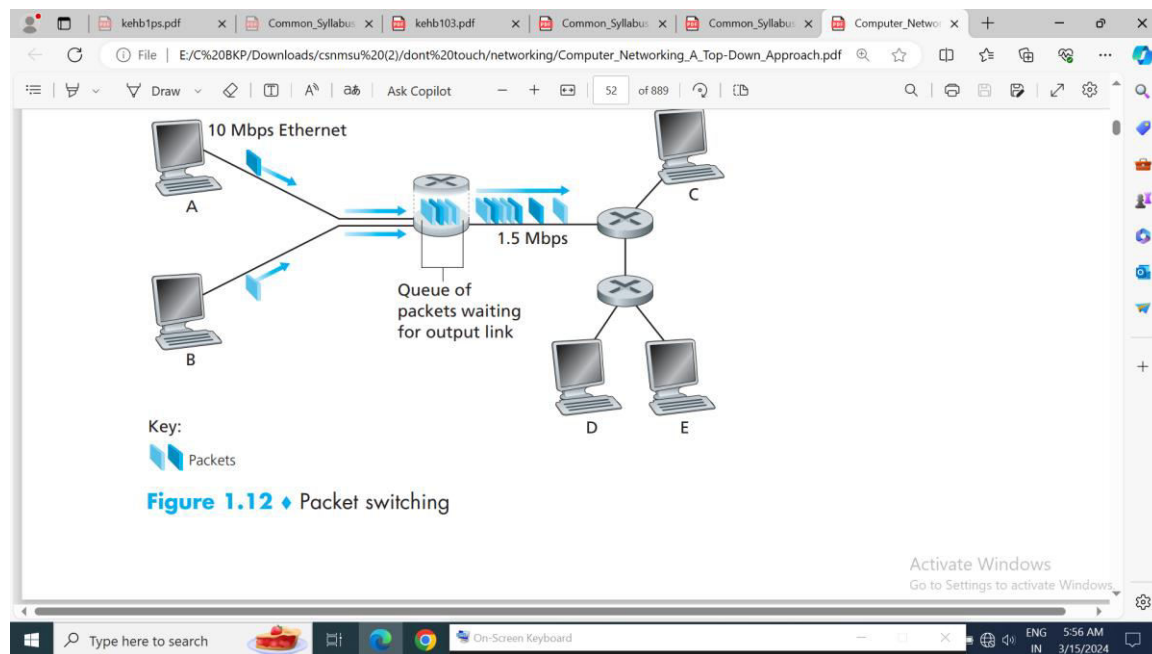 kehb1ps.pdf
Common_Syllabus
kehb103.pdf
Common_Syllabus
Common_Syllabus
Computer_Networ
File
E:/C%20BKP/Downloads/csnmsu%20(2)/dont%20touch/networking/Computer_Networking_A_Top-Down_Approach.pdf
Draw
Ask Copilot
52
of 889
10 Mbps Ethernet
A
C
1.5 Mbps
Queue of
packets waiting
for output link
B
D
E
Key:
Packets
Figure 1.12 ♦ Packet switching
Activate Windows
Go to Settings to activate Windows.
Type here to search
On-Screen Keyboard
ENG
IN
5:56 AM
3/15/2024